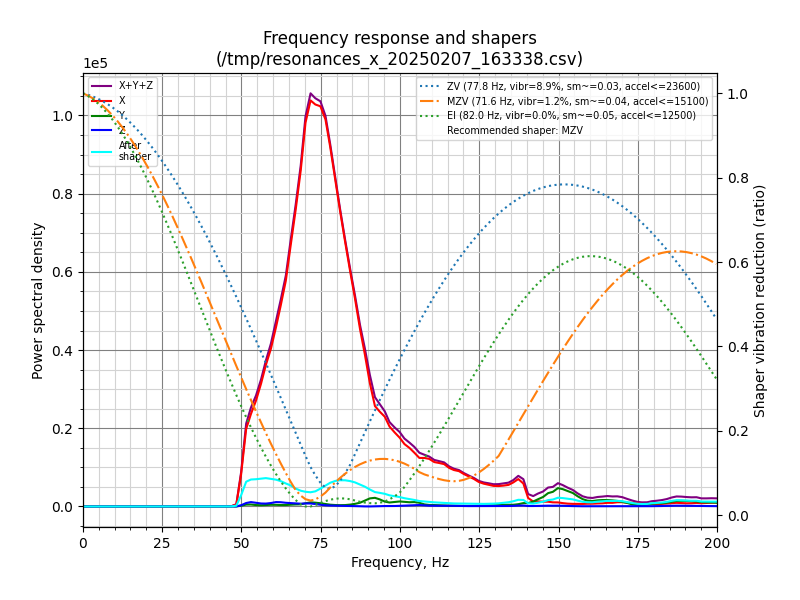 Frequency response and shapers
(/tmp/resonances_x_20250207_163338.csv)
1e5
X+Y+Z
X
Y
Z
After
shaper
ZV (77.8 Hz, vibr=8.9%, sm~=0.03, accel<=23600)
MZV (71.6 Hz, vibr=1.2%, sm~=0.04, accel<=15100)
EI (82.0 Hz, vibr=0.0%, sm~=0.05, accel<=12500)
Recommended shaper: MZV
1.0
0.8
0.6
0.4
0.2
0.0
Power spectral density
1.0
0.8
0.6
0.4
0.2
0.0
Shaper vibration reduction (ratio)
0 25 50 75 100 125 150 175 200
Frequency, Hz